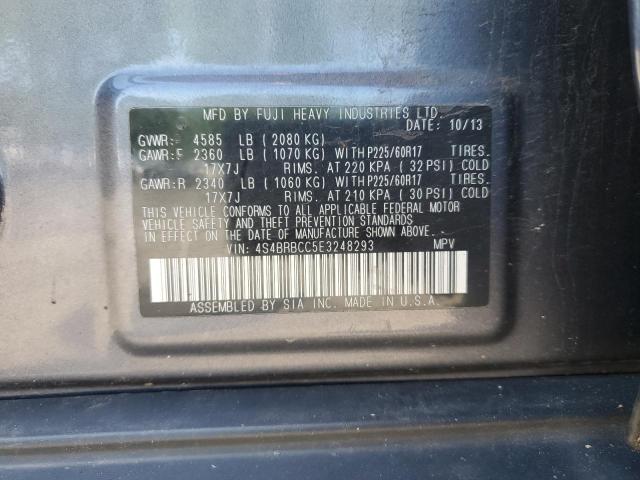 MFD BY FUJI HEAVY INDUSTRIES LTD.
DATE: 10/13
GVWR: 4585 LB ( 2080 KG)
GAWR:F 2360 LB ( 1070 KG) WITH P225/60R17 TIRES.
17X7J RIMS. AT 220 KPA ( 32 PSI) COLD
GAWR:R 2340 LB ( 1060 KG) WITH P225/60R17 TIRES.
17X7J RIMS. AT 210 KPA ( 30 PSI) COLD
THIS VEHICLE CONFORMS TO ALL APPLICABLE FEDERAL MOTOR
VEHICLE SAFETY AND THEFT PREVENTION STANDARDS
IN EFFECT ON THE DATE OF MANUFACTURE SHOWN ABOVE..
VIN: 4S4BRBCC5E3248293 MPV
ASSEMBLED BY SIA INC. MADE IN U.S.A.